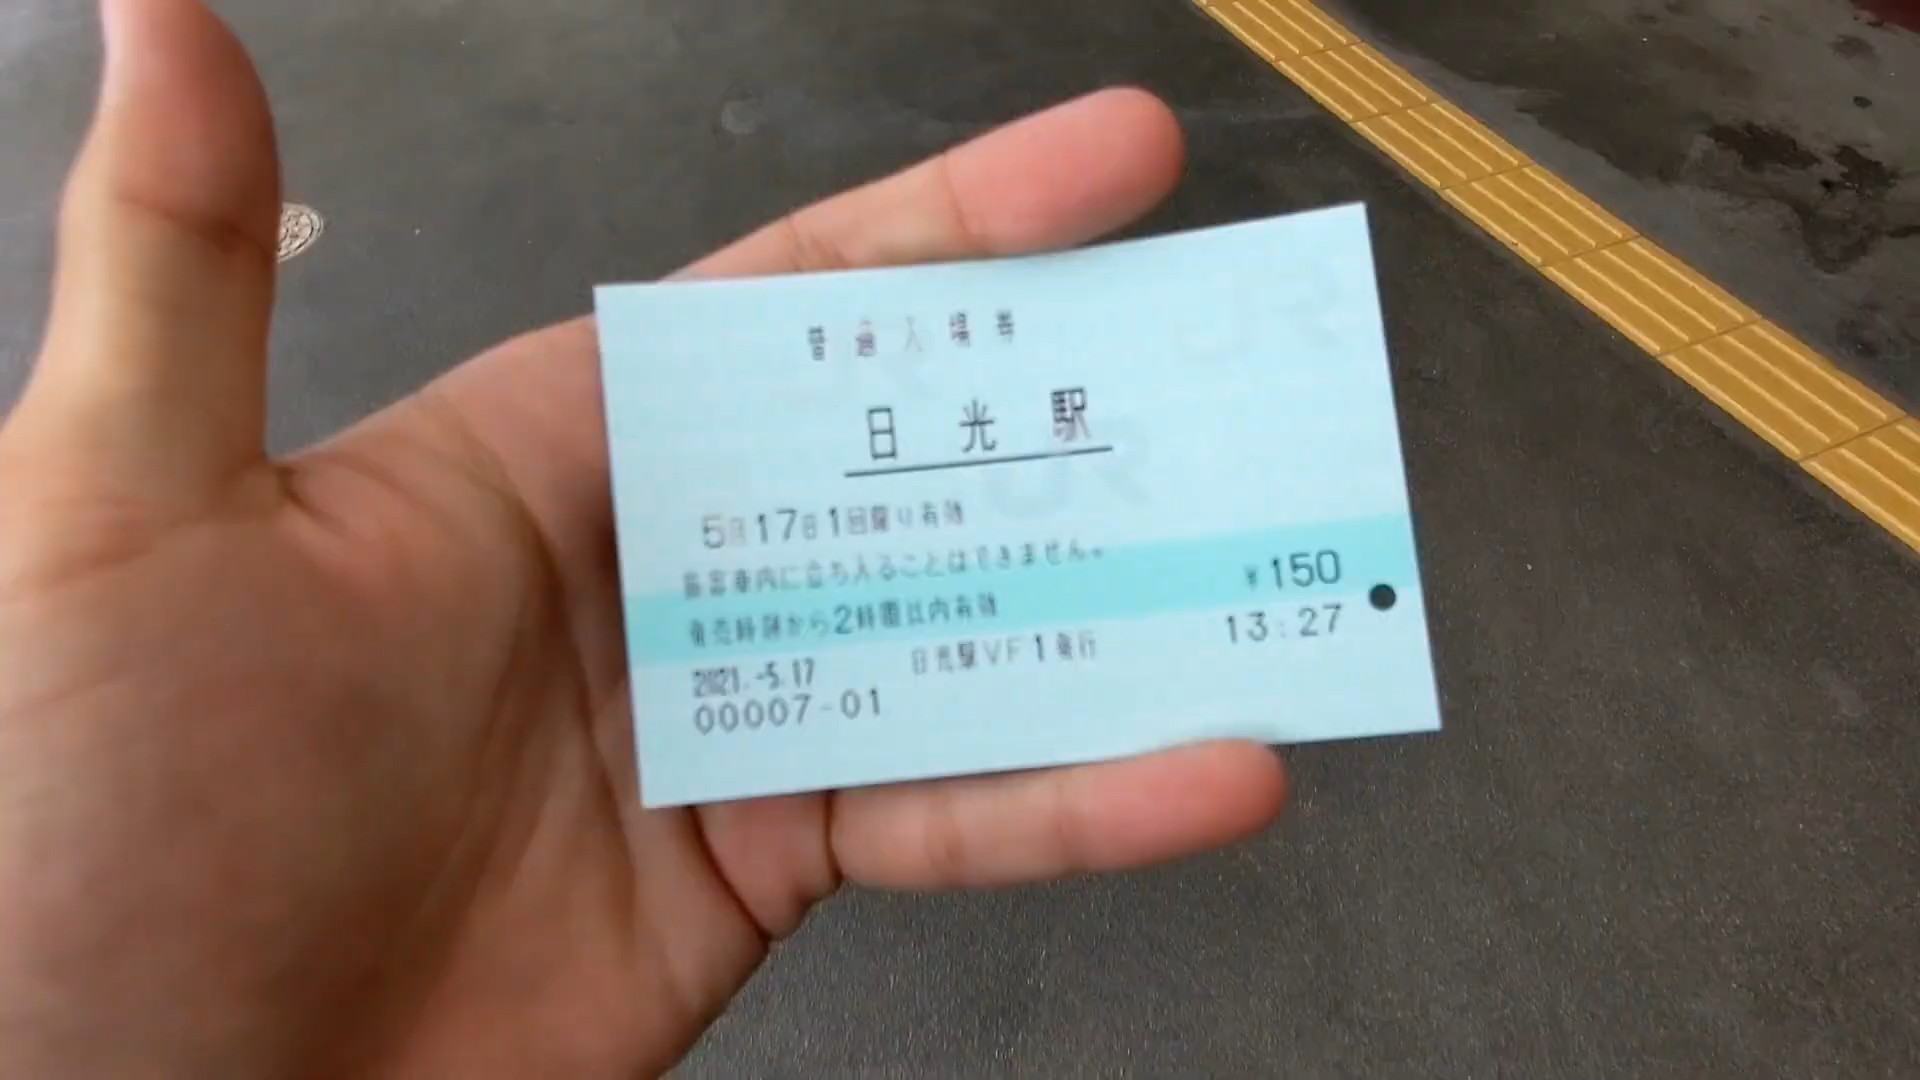 普通入場券
日光駅
5月17日1回限り有効
旅客車内に立ち入ることはできません。
¥150
発売時刻から2時間以内有効
13:27
2021.-5.17 日光駅VF1発行
00007-01